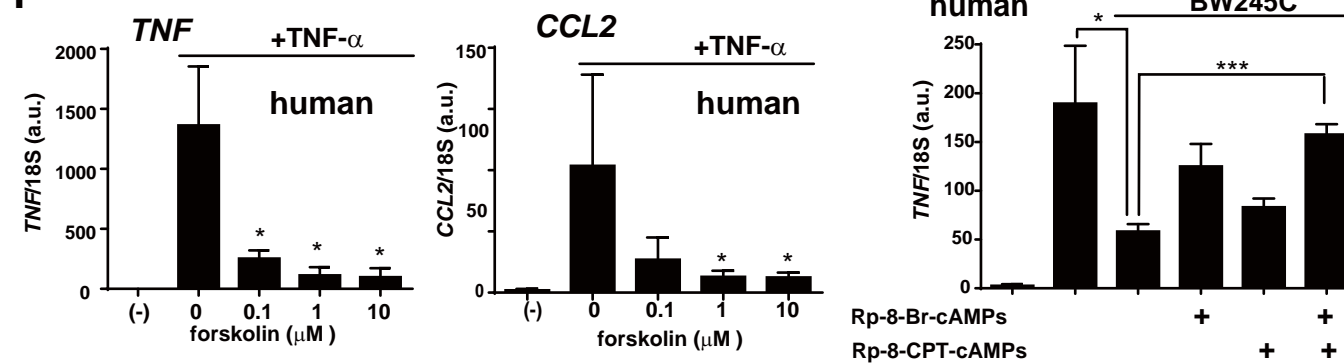 TNF
+TNF-α
human
TNF/18S (a.u.)
2000
1500
1000
500
0
*
*
*
(-) 0 0.1 1 10
forskolin (μM )
CCL2
+TNF-α
human
CCL2/18S (a.u.)
150
100
50
0
*
*
(-) 0 0.1 1 10
forskolin (μM )
human
BW245C
*
***
TNF/18S (a.u.)
250
200
150
100
50
0
Rp-8-Br-cAMPs + +
Rp-8-CPT-cAMPs + +